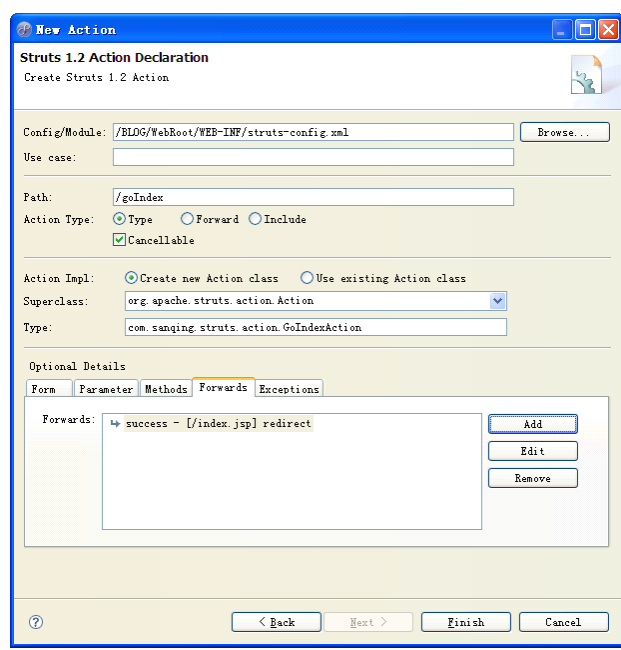 New Action
Struts 1.2 Action Declaration
Create Struts 1.2 Action
Config/Module: /BLOG/WebRoot/WEB-INF/struts-config.xml Browse...
Use case:
Path: /goIndex
Action Type: Type Forward Include
Cancellable
Action Impl: Create new Action class Use existing Action class
Superclass: org.apache.struts.action.Action
Type: com.sanqing.struts.action.GoIndexAction
Optional Details
Form Parameter Methods Forwards Exceptions
Forwards: success - [/index.jsp] redirect Add
Edit
Remove
? < Back Next > Finish Cancel